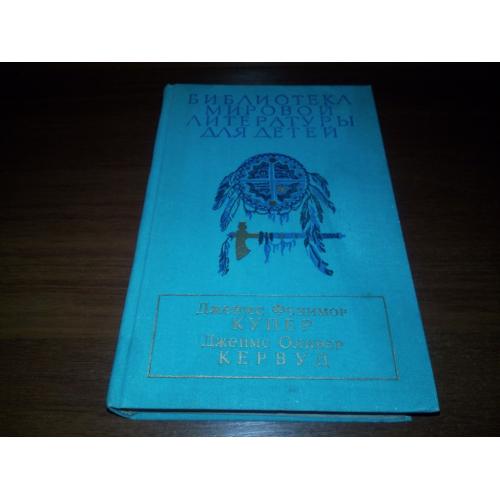 БИБЛИОТЕКА
МИРОВОЙ
ЛИТЕРАТУРЫ
ДЛЯ ДЕТЕЙ
Джеймс Фенимор
КУПЕР
Джеймс Оливер
КЕРВУД